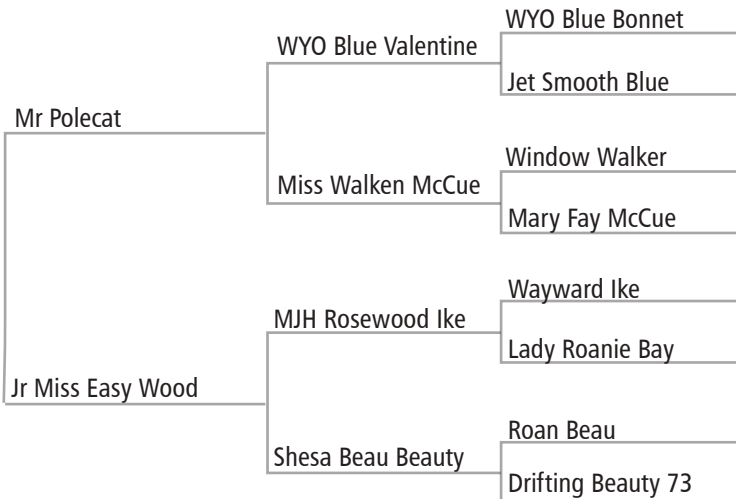 WYO Blue Bonnet
WYO Blue Valentine
Jet Smooth Blue
Mr Polecat
Window Walker
Miss Walken McCue
Mary Fay McCue
Wayward Ike
MJH Rosewood Ike
Lady Roanie Bay
Jr Miss Easy Wood
Roan Beau
Shesa Beau Beauty
Drifting Beauty 73